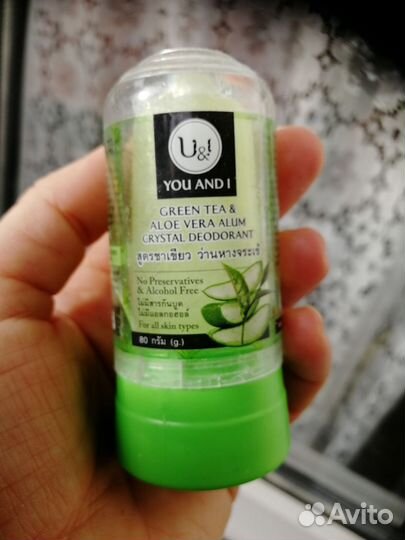 U&I
YOU AND I
GREEN TEA &
ALOE VERA ALUM
CRYSTAL DEODORANT
สูตรชาเขียว ว่านหางจระเข้
No Preservatives
& Alcohol Free
ไม่มีสารกันบูด
ไม่มีแอลกอฮอล์
For all skin types
80 กรัม (g.)
Avito